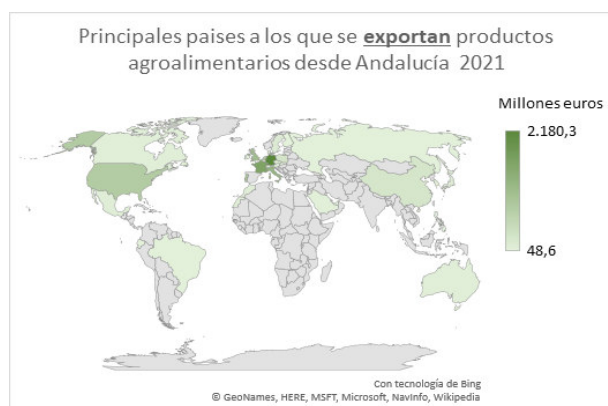 Principales paises a los que se exportan productos
agroalimentarios desde Andalucía 2021
Millones euros
2.180,3
48,6
Con tecnología de Bing
© GeoNames, HERE, MSFT, Microsoft, NavInfo, Wikipedia